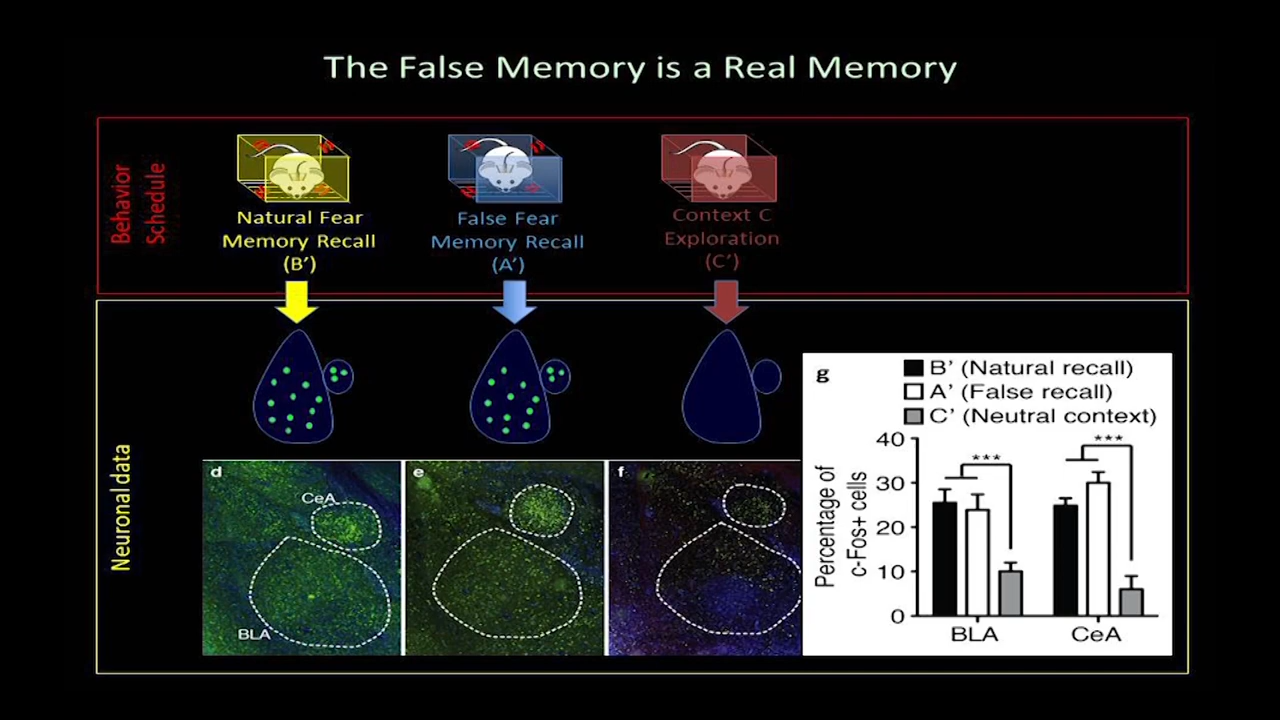 The False Memory is a Real Memory
Behavior
Schedule
Natural Fear
Memory Recall
(B′)
False Fear
Memory Recall
(A′)
Context C
Exploration
(C′)
Neuronal data
d
CeA
BLA
e
f
g
B′ (Natural recall)
A′ (False recall)
C′ (Neutral context)
Percentage of
c-Fos+ cells
40
30
20
10
0
***
***
BLA
CeA